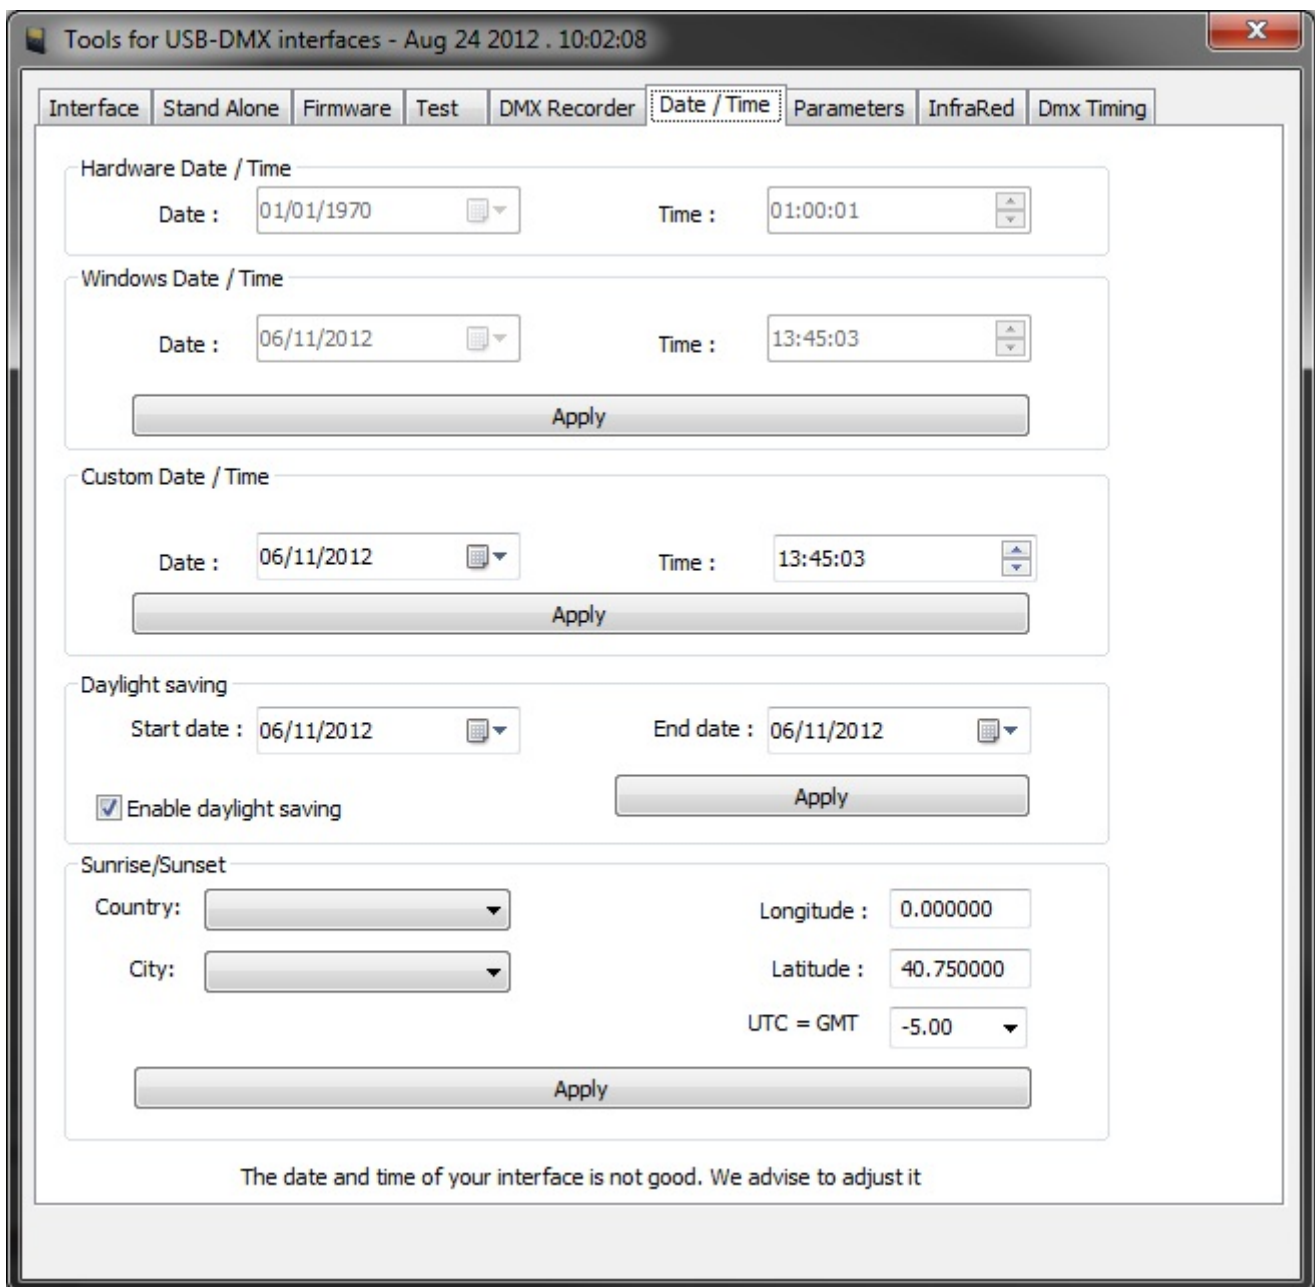 Tools for USB-DMX interfaces - Aug 24 2012 . 10:02:08
Interface Stand Alone Firmware Test DMX Recorder Date / Time Parameters InfraRed Dmx Timing
Hardware Date / Time
Date : 01/01/1970 Time : 01:00:01
Windows Date / Time
Date : 06/11/2012 Time : 13:45:03
Apply
Custom Date / Time
Date : 06/11/2012 Time : 13:45:03
Apply
Daylight saving
Start date : 06/11/2012 End date : 06/11/2012
Enable daylight saving Apply
Sunrise/Sunset
Country: Longitude : 0.000000
City: Latitude : 40.750000
UTC = GMT -5.00
Apply
The date and time of your interface is not good. We advise to adjust it